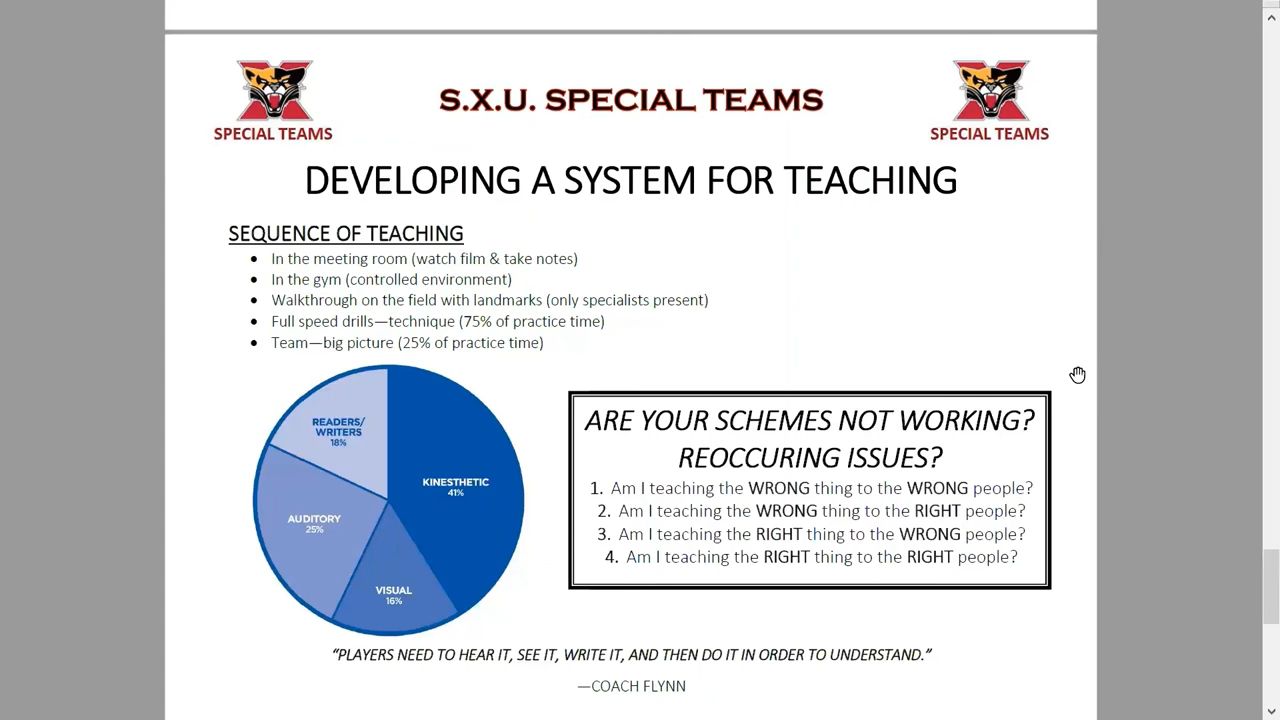 SPECIAL TEAMS
S.X.U. SPECIAL TEAMS
SPECIAL TEAMS
DEVELOPING A SYSTEM FOR TEACHING
SEQUENCE OF TEACHING
• In the meeting room (watch film & take notes)
• In the gym (controlled environment)
• Walkthrough on the field with landmarks (only specialists present)
• Full speed drills—technique (75% of practice time)
• Team—big picture (25% of practice time)
READERS/
WRITERS
18%
KINESTHETIC
41%
AUDITORY
25%
VISUAL
16%
ARE YOUR SCHEMES NOT WORKING?
REOCCURING ISSUES?
1. Am I teaching the WRONG thing to the WRONG people?
2. Am I teaching the WRONG thing to the RIGHT people?
3. Am I teaching the RIGHT thing to the WRONG people?
4. Am I teaching the RIGHT thing to the RIGHT people?
“PLAYERS NEED TO HEAR IT, SEE IT, WRITE IT, AND THEN DO IT IN ORDER TO UNDERSTAND.”
—COACH FLYNN